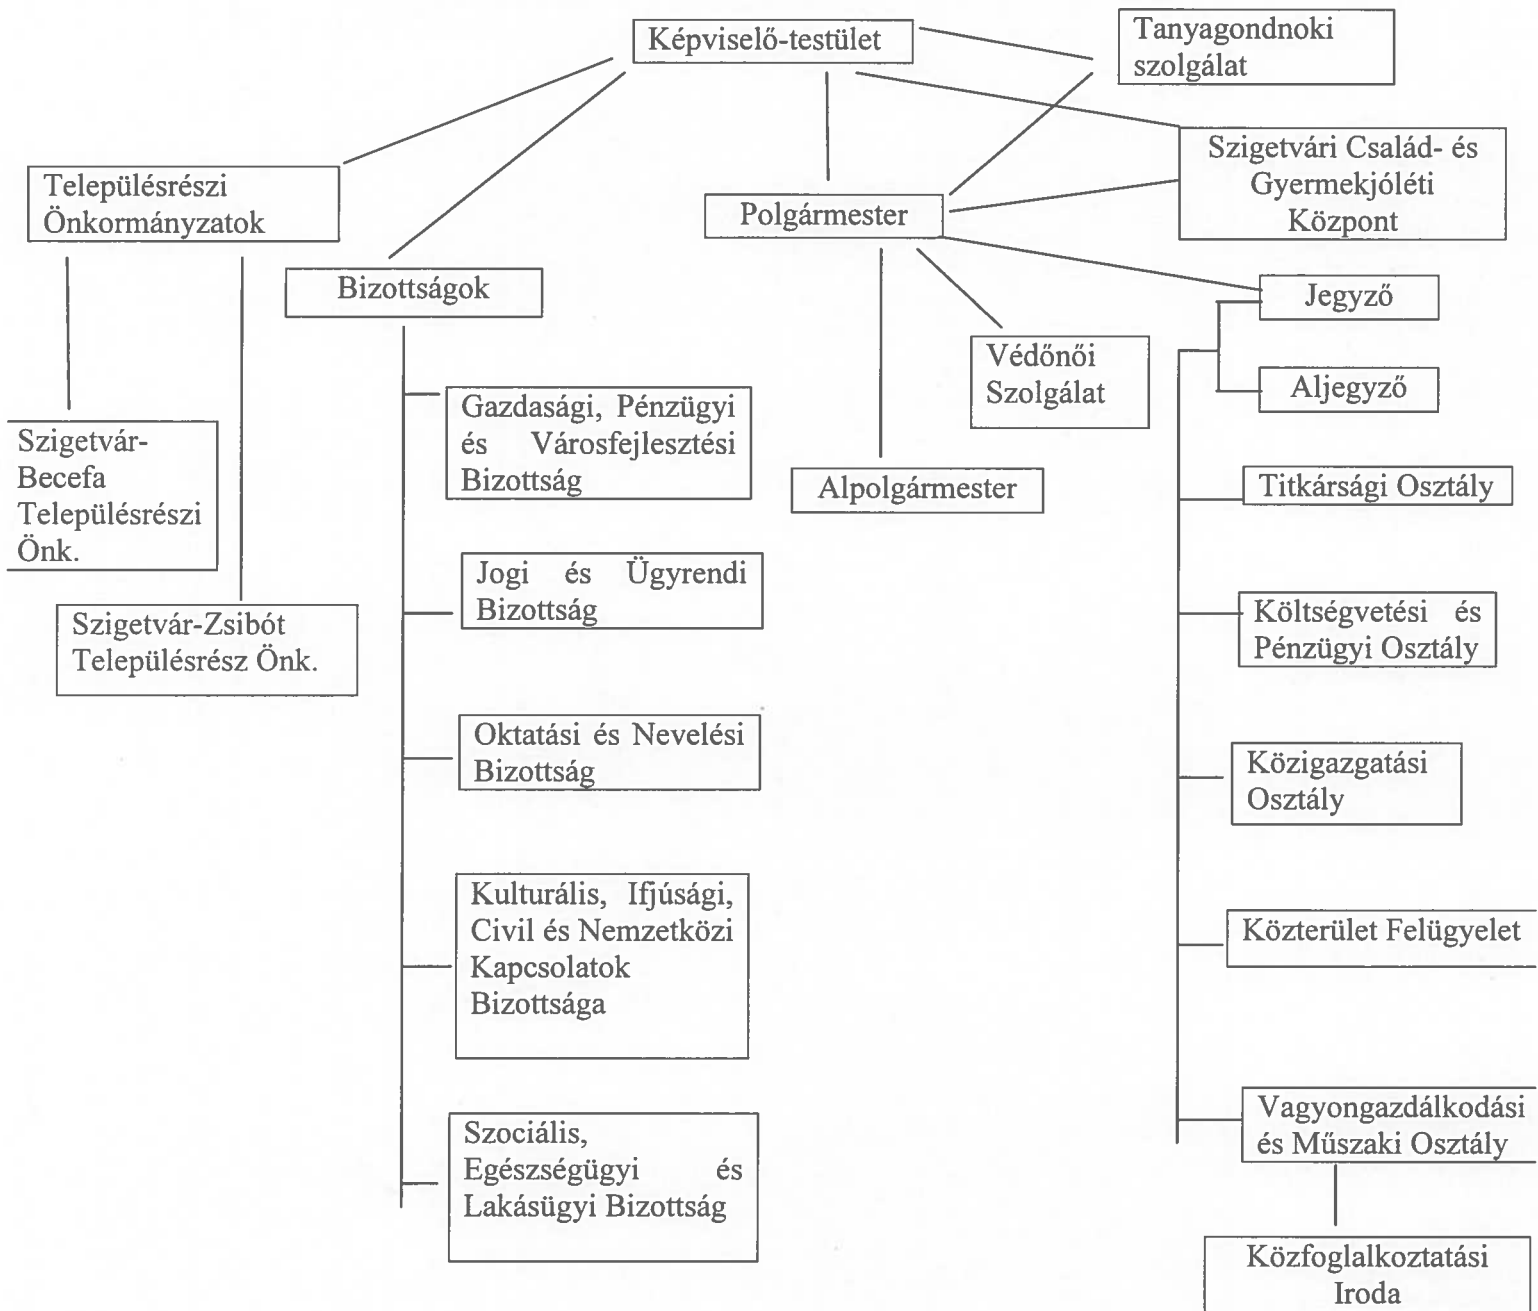 Képviselő-testület
Tanyagondnoki
szolgálat
Szigetvári Család- és
Gyermekjóléti
Központ
Településrészi
Önkormányzatok
Polgármester
Bizottságok
Jegyző
Védőnői
Szolgálat
Aljegyző
Gazdasági, Pénzügyi
és Városfejlesztési
Bizottság
Szigetvár-
Becefa
Településrészi
Önk.
Alpolgármester
Titkársági Osztály
Jogi és Ügyrendi
Bizottság
Szigetvár-Zsibót
Településrész Önk.
Költségvetési és
Pénzügyi Osztály
Oktatási és Nevelési
Bizottság
Közigazgatási
Osztály
Kulturális, Ifjúsági,
Civil és Nemzetközi
Kapcsolatok
Bizottsága
Közterület Felügyelet
Szociális,
Egészségügyi és
Lakásügyi Bizottság
Vagyongazdálkodási
és Műszaki Osztály
Közfoglalkoztatási
Iroda